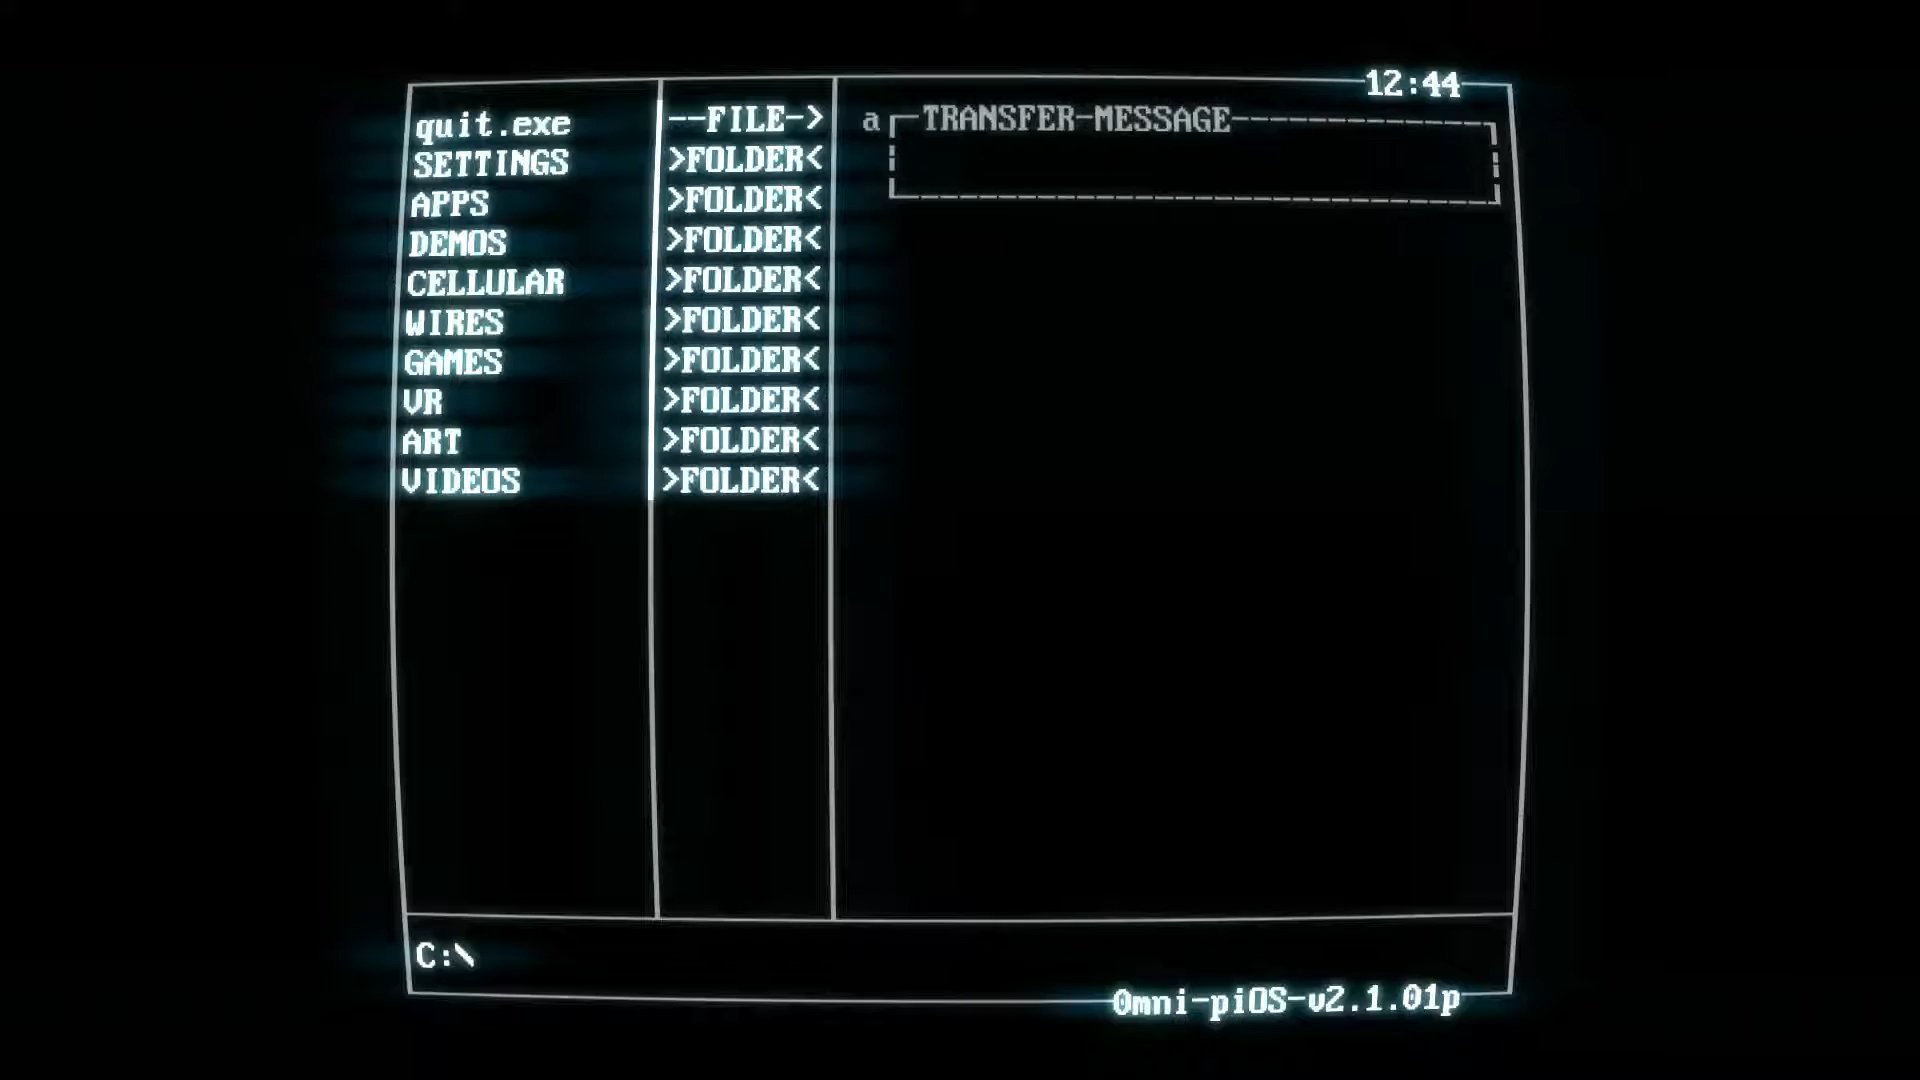 12:44
quit.exe --FILE->
SETTINGS >FOLDER<
APPS >FOLDER<
DEMOS >FOLDER<
CELLULAR >FOLDER<
WIRES >FOLDER<
GAMES >FOLDER<
VR >FOLDER<
ART >FOLDER<
VIDEOS >FOLDER<
a TRANSFER-MESSAGE
C:\
0mni-piOS-v2.1.01p